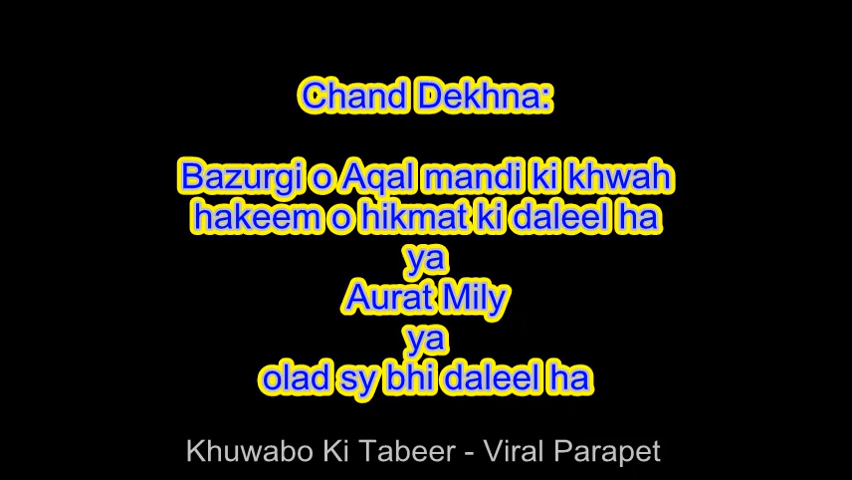 Chand Dekhna:
Bazurgi o Aqal mandi ki khwah
hakeem o hikmat ki daleel ha
ya
Aurat Mily
ya
olad sy bhi daleel ha
Khuwabo Ki Tabeer - Viral Parapet